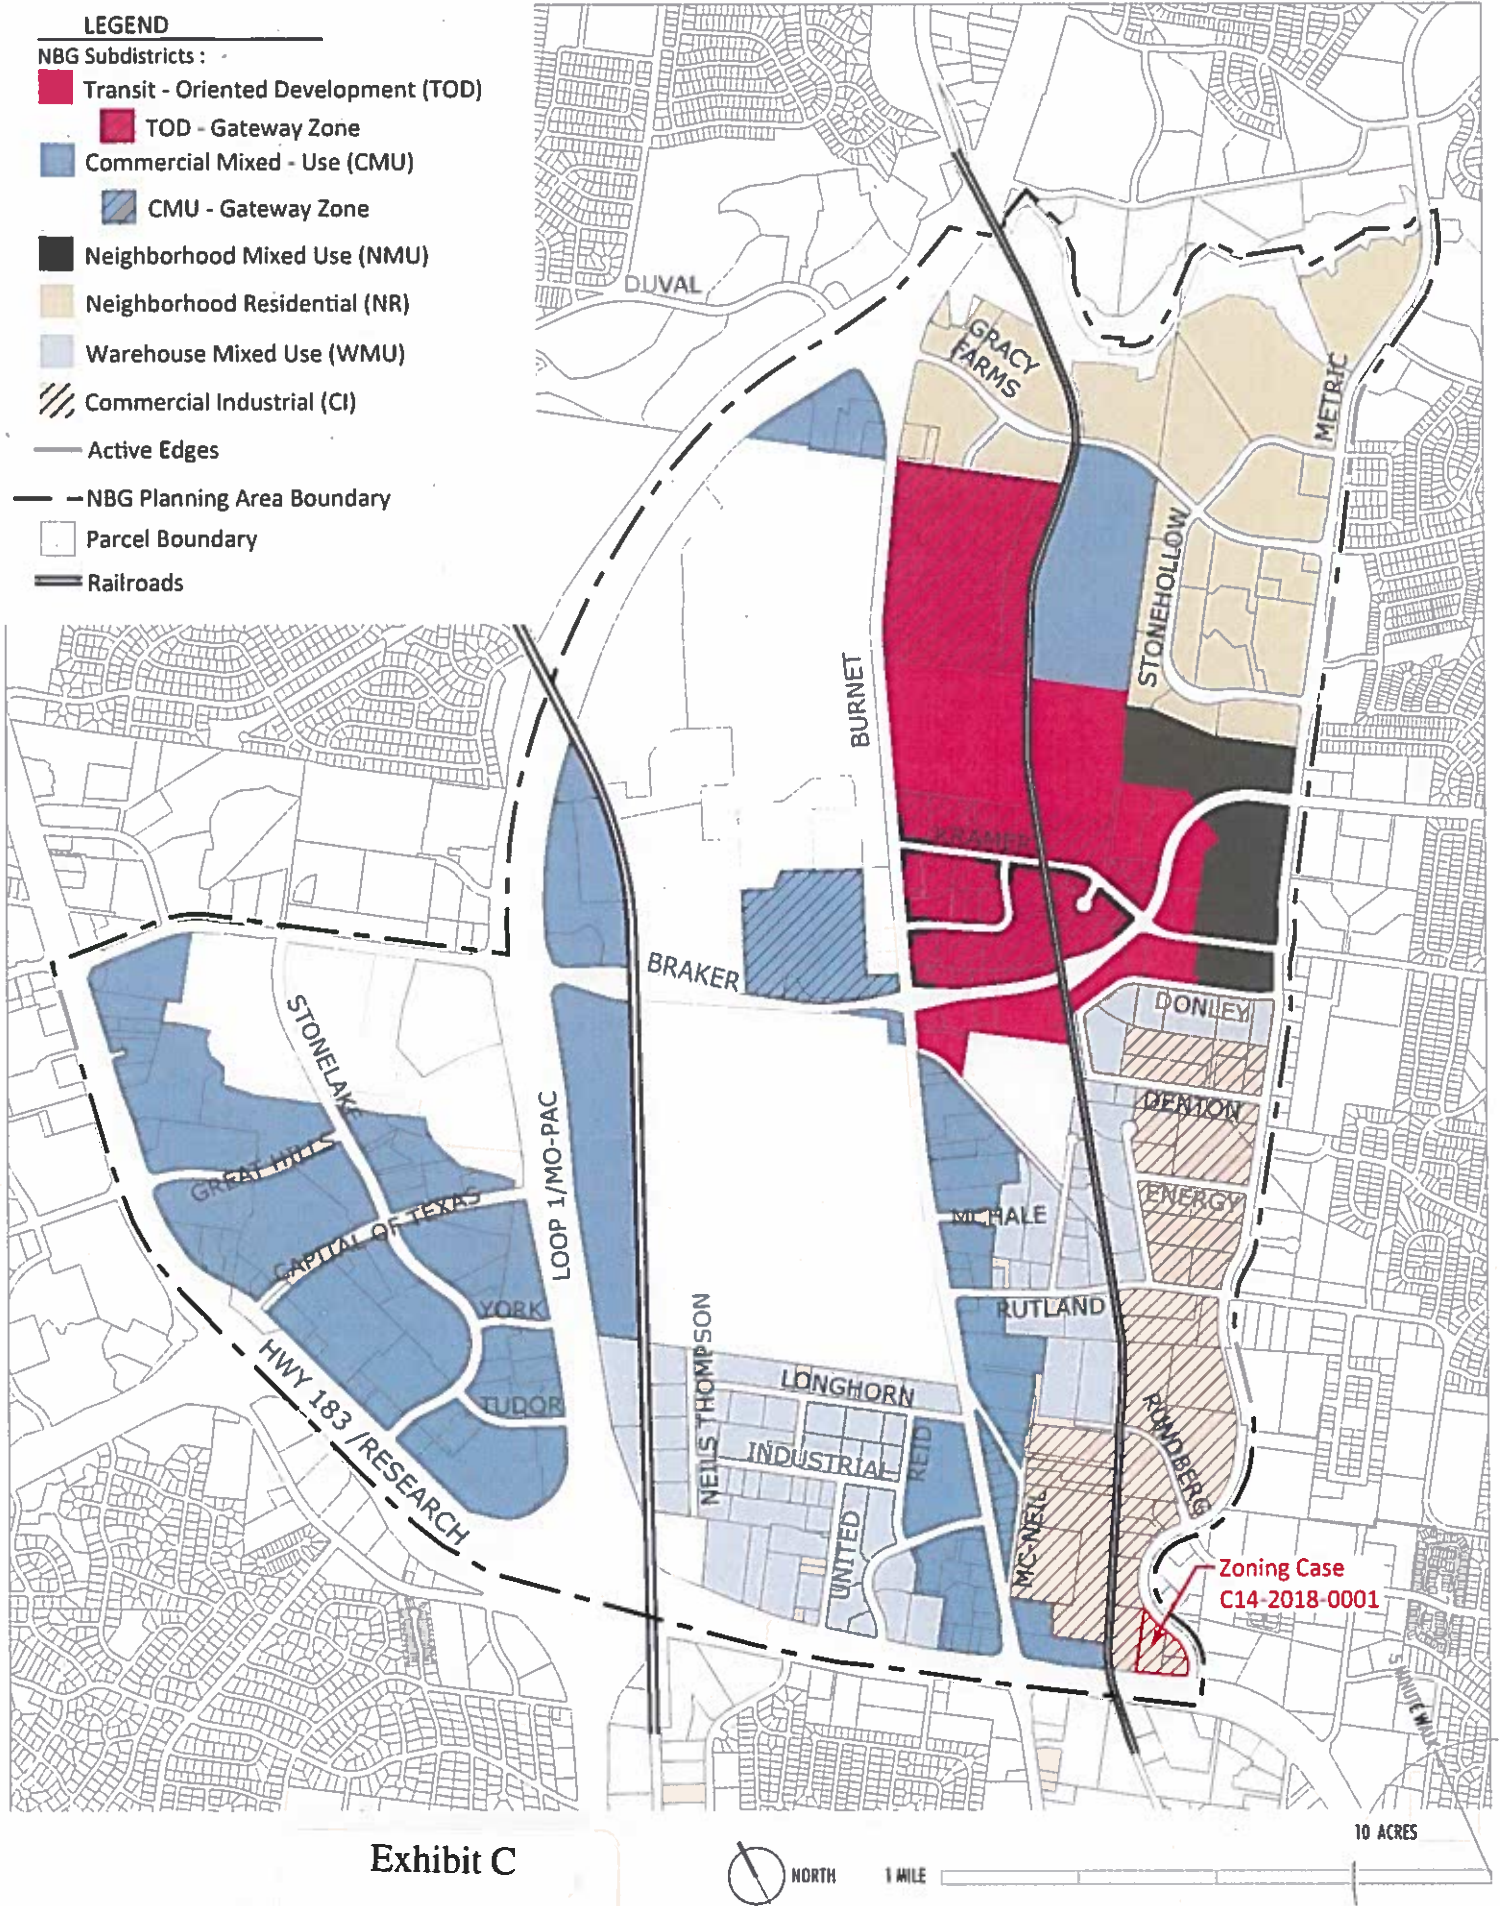 LEGEND
NBG Subdistricts :
Transit - Oriented Development (TOD)
TOD - Gateway Zone
Commercial Mixed - Use (CMU)
CMU - Gateway Zone
Neighborhood Mixed Use (NMU)
Neighborhood Residential (NR)
Warehouse Mixed Use (WMU)
Commercial Industrial (CI)
Active Edges
NBG Planning Area Boundary
Parcel Boundary
Railroads
DUVAL
GRACY
FARMS
METRIC
STONEHOLLOW
BURNET
KRAMER
BRAKER
DONLEY
STONELAKE
DENTON
GREAT HILLS
ENERGY
CAPITAL OF TEXAS
LOOP 1/MO-PAC
MCHALE
YORK
RUTLAND
HWY 183 /RESEARCH
NEILS THOMPSON
LONGHORN
TUDOR
RUNDBERG
INDUSTRIAL
REID
UNITED
MC-NEIL
Zoning Case
C14-2018-0001
10 ACRES
Exhibit C
NORTH
1 MILE